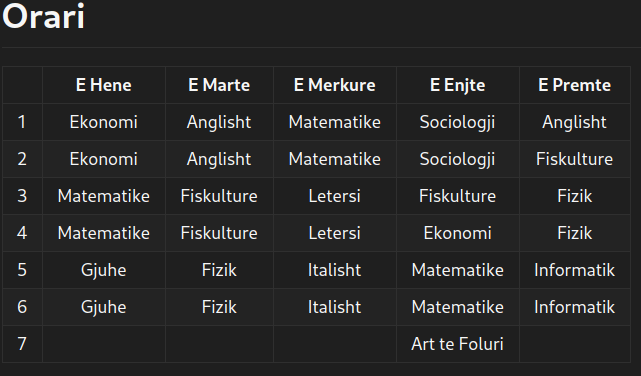 Orari
E Hene E Marte E Merkure E Enjte E Premte
1 Ekonomi Anglisht Matematike Sociologji Anglisht
2 Ekonomi Anglisht Matematike Sociologji Fiskulture
3 Matematike Fiskulture Letersi Fiskulture Fizik
4 Matematike Fiskulture Letersi Ekonomi Fizik
5 Gjuhe Fizik Italisht Matematike Informatik
6 Gjuhe Fizik Italisht Matematike Informatik
7 Art te Foluri